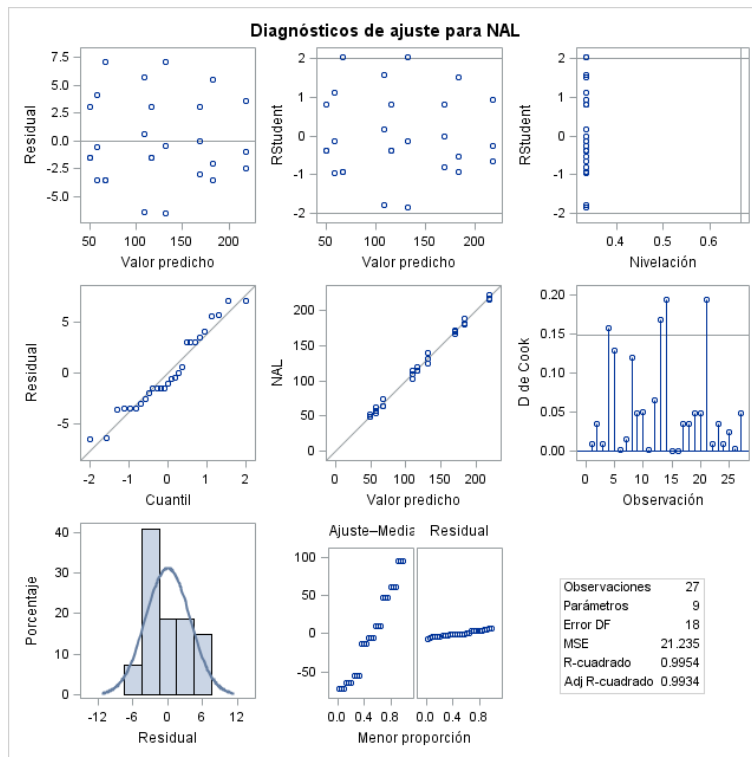 Diagnósticos de ajuste para NAL
Residual
7.5
5.0
2.5
0.0
-2.5
-5.0
50 100 150 200
Valor predicho
RStudent
2
1
0
-1
-2
50 100 150 200
Valor predicho
RStudent
2
1
0
-1
-2
0.4 0.5 0.6
Nivelación
Residual
5
0
-5
-2 -1 0 1 2
Cuantil
NAL
200
150
100
50
0
0 50 100 150 200
Valor predicho
D de Cook
0.20
0.15
0.10
0.05
0.00
0 5 10 15 20 25
Observación
Porcentaje
40
30
20
10
0
-12 -6 0 6 12
Residual
Ajuste–Media Residual
100
50
0
-50
0.0 0.4 0.8 0.0 0.4 0.8
Menor proporción
Observaciones 27
Parámetros 9
Error DF 18
MSE 21.235
R-cuadrado 0.9954
Adj R-cuadrado 0.9934